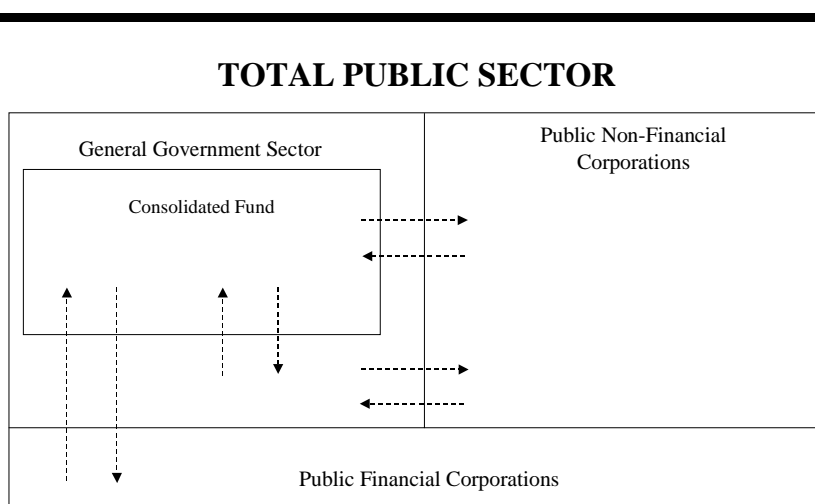 TOTAL PUBLIC SECTOR
General Government Sector
Public Non-Financial
Corporations
Consolidated Fund
Public Financial Corporations